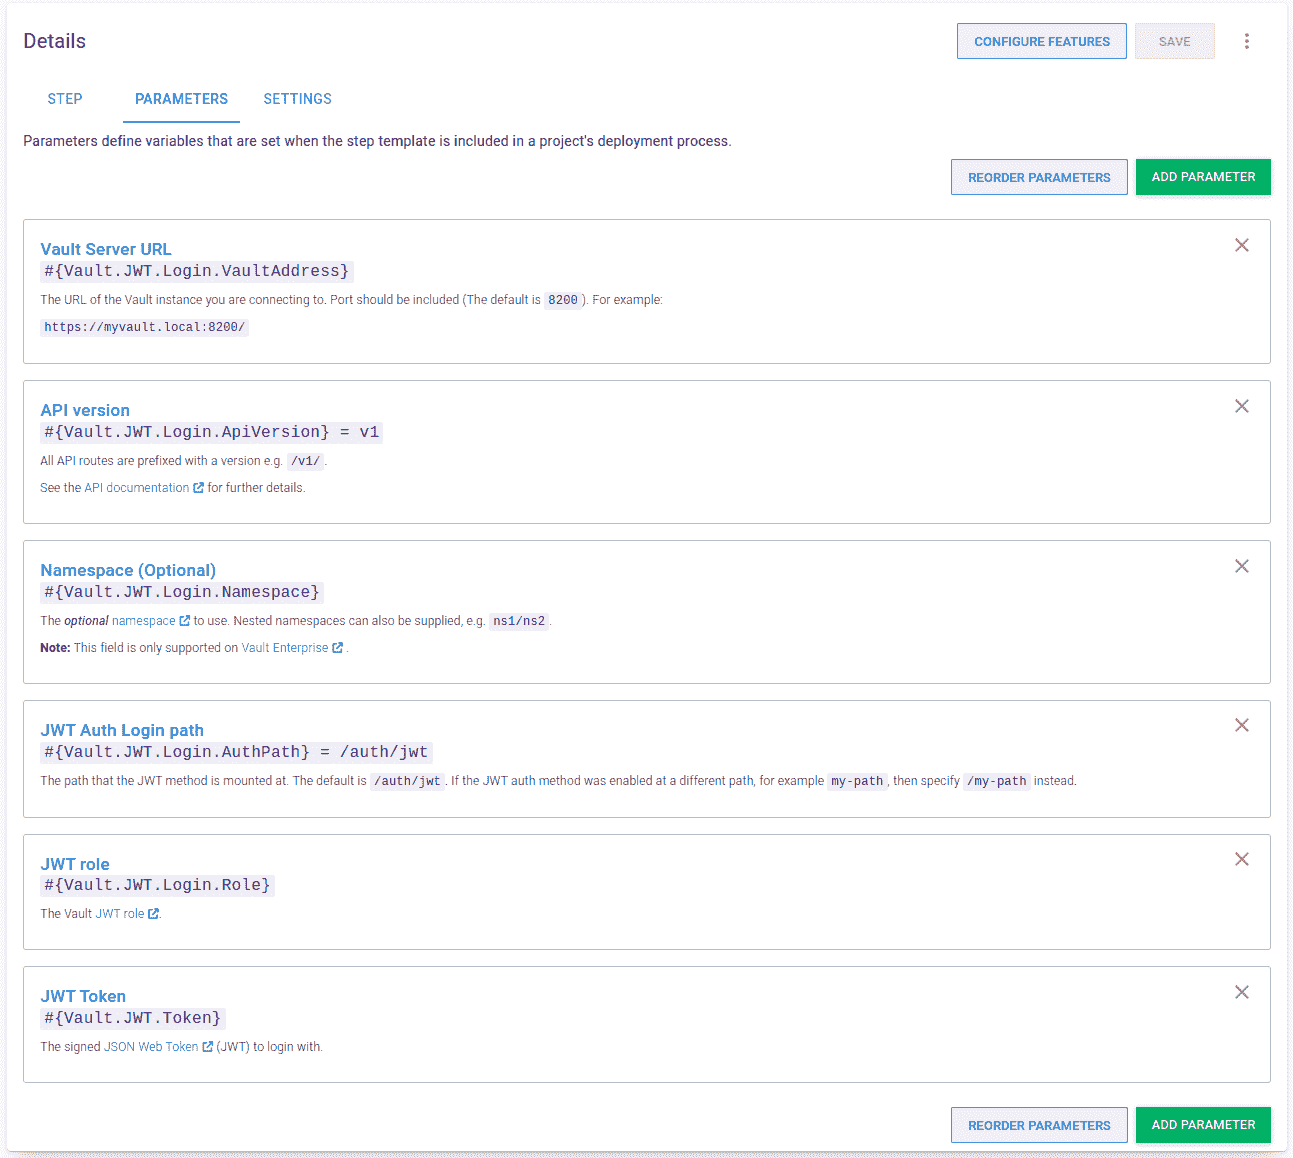 Details
CONFIGURE FEATURES
SAVE
STEP
PARAMETERS
SETTINGS
Parameters define variables that are set when the step template is included in a project's deployment process.
REORDER PARAMETERS
ADD PARAMETER
Vault Server URL
#{Vault.JWT.Login.VaultAddress}
The URL of the Vault instance you are connecting to. Port should be included (The default is 8200 ). For example:
https://myvault.local:8200/
API version
#{Vault.JWT.Login.ApiVersion} = v1
All API routes are prefixed with a version e.g. /v1/ .
See the API documentation for further details.
Namespace (Optional)
#{Vault.JWT.Login.Namespace}
The optional namespace to use. Nested namespaces can also be supplied, e.g. ns1/ns2 .
Note: This field is only supported on Vault Enterprise .
JWT Auth Login path
#{Vault.JWT.Login.AuthPath} = /auth/jwt
The path that the JWT method is mounted at. The default is /auth/jwt . If the JWT auth method was enabled at a different path, for example my-path , then specify /my-path instead.
JWT role
#{Vault.JWT.Login.Role}
The Vault JWT role .
JWT Token
#{Vault.JWT.Token}
The signed JSON Web Token (JWT) to login with.
REORDER PARAMETERS
ADD PARAMETER